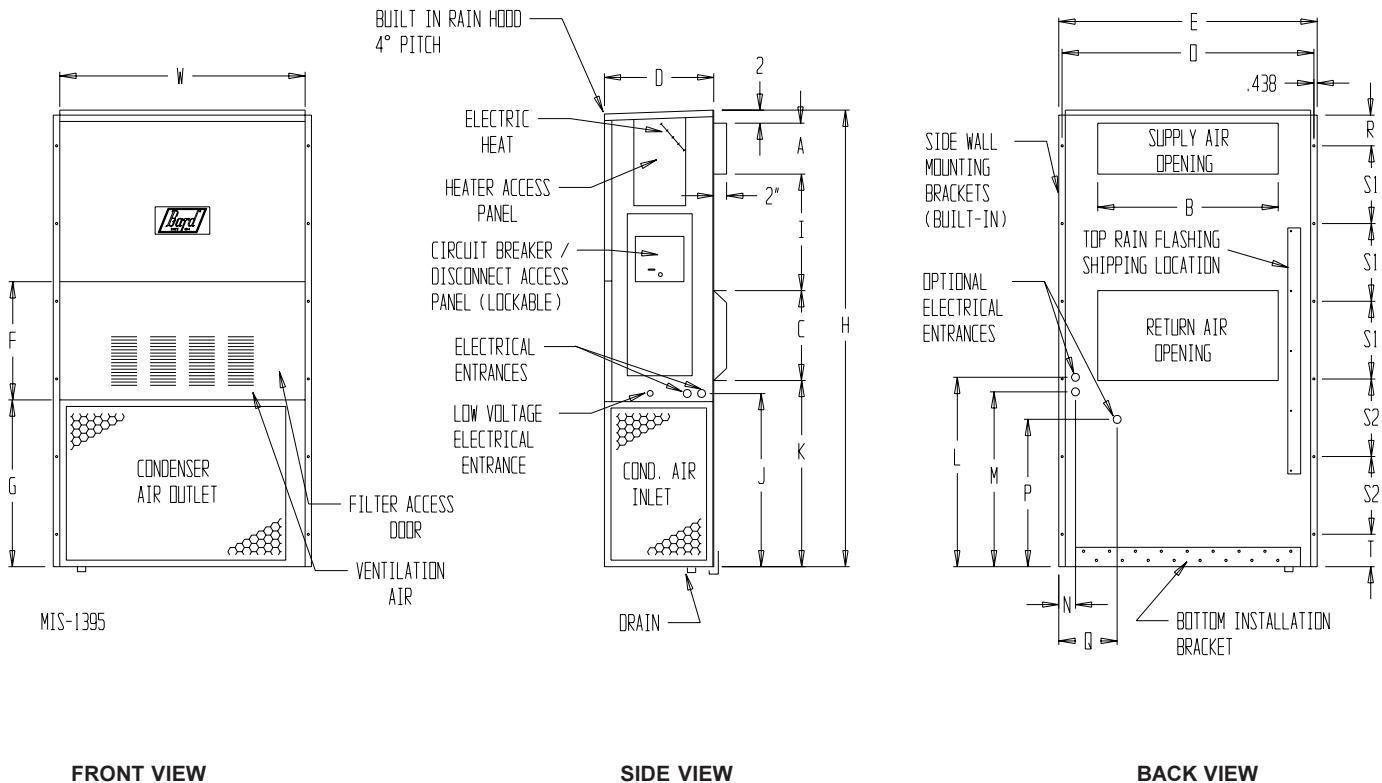 BUILT IN RAIN HOOD
4° PITCH
W
D
2
E
O
.438
ELECTRIC
HEAT
A
R
SIDE WALL
MOUNTING
BRACKETS
(BUILT-IN)
SUPPLY AIR
OPENING
S1
HEATER ACCESS
PANEL
2"
B
Bard
I
CIRCUIT BREAKER /
DISCONNECT ACCESS
PANEL (LOCKABLE)
TOP RAIN FLASHING
SHIPPING LOCATION
S1
OPTIONAL
ELECTRICAL
ENTRANCES
F
C
H
RETURN AIR
OPENING
S1
ELECTRICAL
ENTRANCES
LOW VOLTAGE
ELECTRICAL
ENTRANCE
S2
G
CONDENSER
AIR OUTLET
COND. AIR
INLET
J
K
L
M
P
S2
FILTER ACCESS
DOOR
VENTILATION
AIR
T
N
Q
MIS-1395
DRAIN
BOTTOM INSTALLATION
BRACKET
FRONT VIEW
SIDE VIEW
BACK VIEW